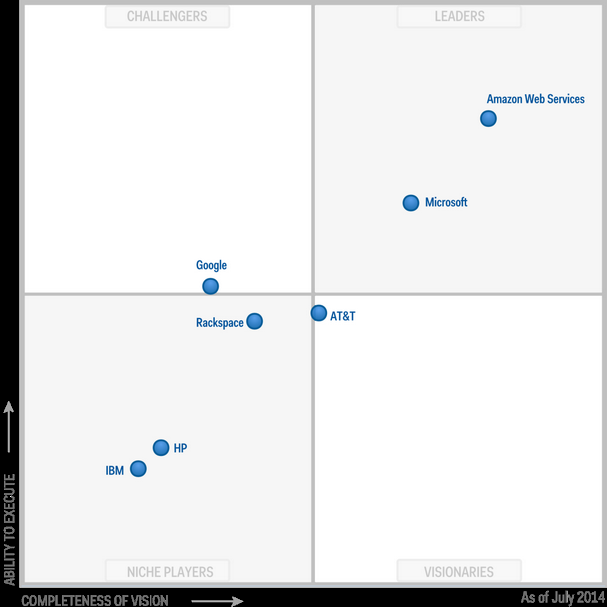 CHALLENGERS
LEADERS
Amazon Web Services
Microsoft
Google
Rackspace
AT&T
HP
IBM
ABILITY TO EXECUTE
NICHE PLAYERS
VISIONARIES
COMPLETENESS OF VISION
As of July 2014